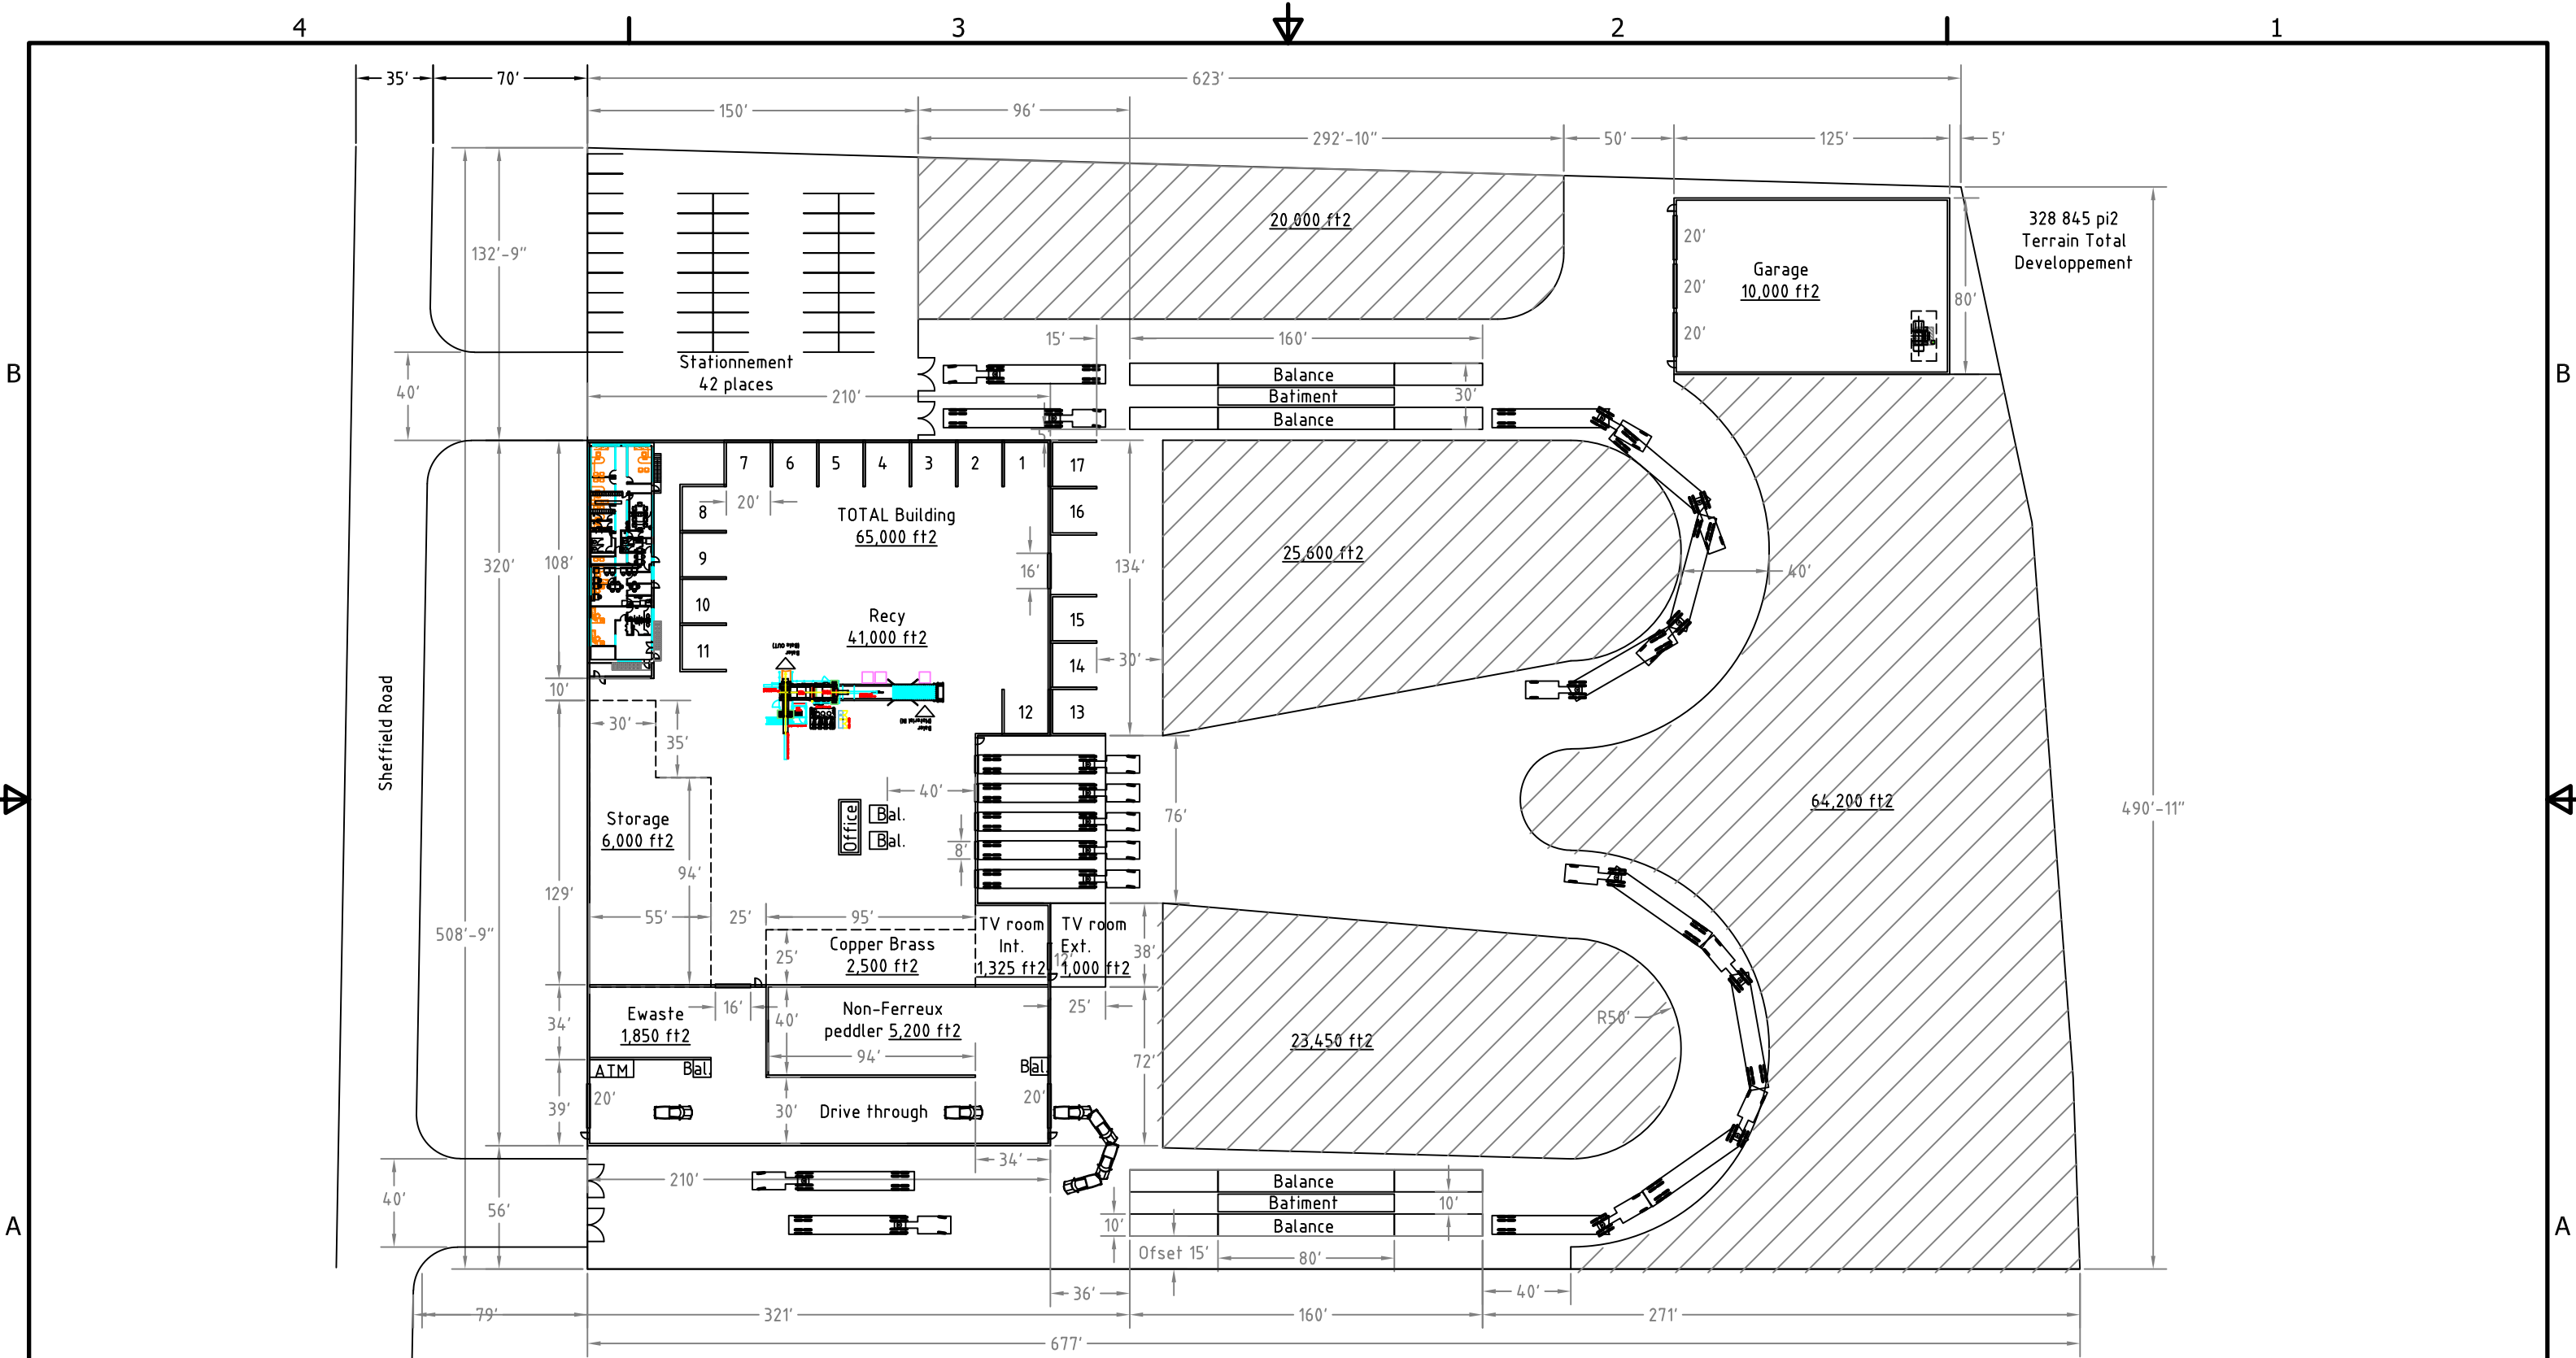 4
3
2
1
35'
70'
623'
150'
96'
292'-10"
50'
125'
5'
20,000 ft2
328 845 pi2
Terrain Total
Developpement
132'-9"
20'
20'
20'
Garage
10,000 ft2
80'
Stationnement
42 places
15'
160'
B
B
40'
210'
Balance
Batiment
Balance
30'
5'
7
6
5
4
3
2
1
17
20'
8
9
10
11
16
15
14
13
12
TOTAL Building
65,000 ft2
Recy
41,000 ft2
16'
134'
30'
25,600 ft2
40'
320'
108'
10'
30'
35'
Sheffield Road
Storage
6,000 ft2
94'
129'
55'
25'
95'
Office
Bal.
Bal.
40'
8'
76'
64,200 ft2
490'-11"
508'-9"
Copper Brass
2,500 ft2
25'
TV room
Int.
1,325 ft2
TV room
Ext.
1,000 ft2
12'
38'
25'
Ewaste
1,850 ft2
16'
40'
Non-Ferreux
peddler 5,200 ft2
94'
34'
ATM
Bal.
Bal.
72'
39'
20'
30'
Drive through
20'
23,450 ft2
R50'
34'
210'
40'
56'
Balance
Batiment
Balance
10'
10'
Ofset 15'
80'
A
A
36'
40'
79'
321'
160'
271'
677'